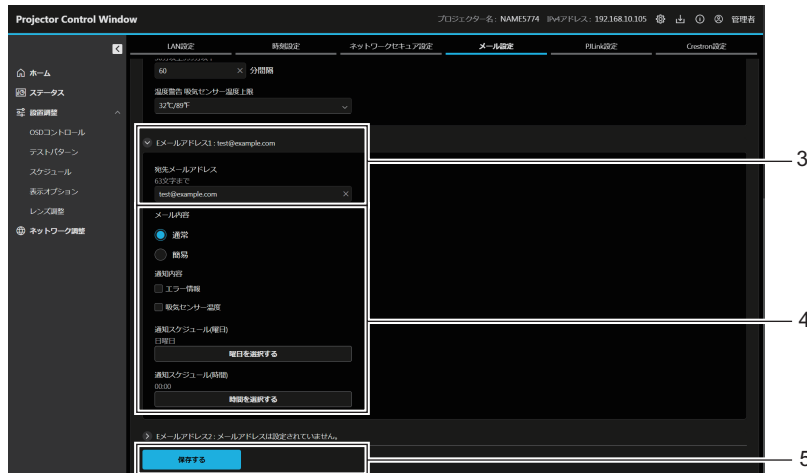 Projector Control Window
プロジェクター名: NAME5774 IPv4アドレス: 192.168.10.105 管理者
LAN設定 時刻設定 ネットワークセキュア設定 メール設定 PJLink設定 Crestron設定
ホーム
ステータス
設置調整
OSDコントロール
テストパターン
スケジュール
表示オプション
レンズ調整
ネットワーク調整
60 × 分間隔
温度警告 吸気センサー温度上限
32℃/89℉
Eメールアドレス1 : test@example.com
宛先メールアドレス
63文字まで
test@example.com ×
メール内容
通常
簡易
通知内容
エラー情報
吸気センサー温度
通知スケジュール(曜日)
日曜日
曜日を選択する
通知スケジュール(時間)
00:00
時間を選択する
Eメールアドレス2 : メールアドレスは設定されていません。
保存する
3
4
5